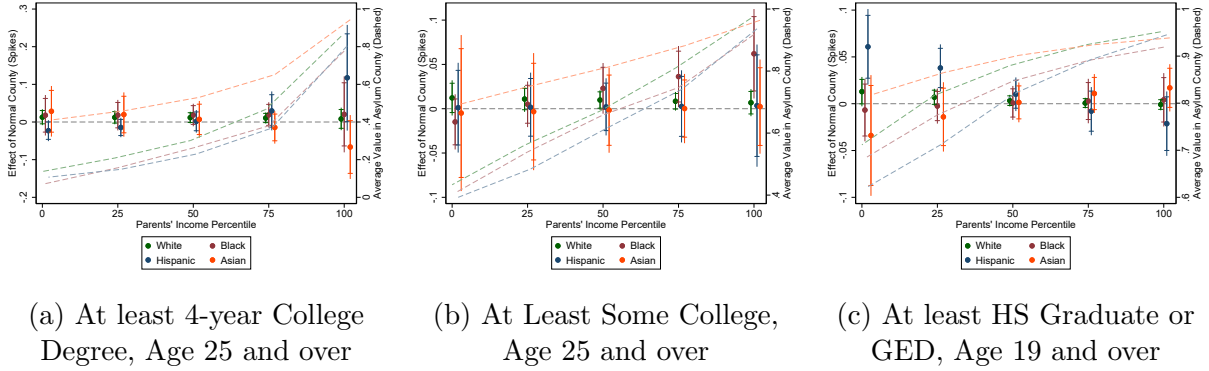 Effect of Normal County (Spikes)
.3
.2
.1
0
-.1
-.2
0
25
50
75
100
Parents' Income Percentile
1
.8
.6
.4
.2
0
Average Value in Asylum County (Dashed)
White
Black
Hispanic
Asian
(a) At least 4-year College
Degree, Age 25 and over
Effect of Normal County (Spikes)
.1
.05
0
-.05
-.1
0
25
50
75
100
Parents' Income Percentile
1
.8
.6
.4
Average Value in Asylum County (Dashed)
White
Black
Hispanic
Asian
(b) At Least Some College,
Age 25 and over
Effect of Normal County (Spikes)
.1
.05
0
-.05
-.1
0
25
50
75
100
Parents' Income Percentile
1
.9
.8
.7
.6
Average Value in Asylum County (Dashed)
White
Black
Hispanic
Asian
(c) At least HS Graduate or
GED, Age 19 and over